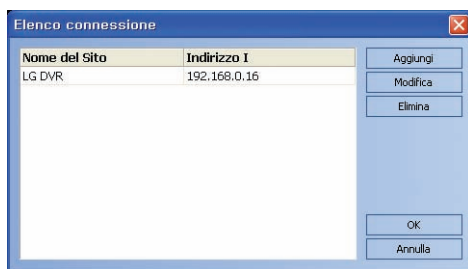 Elenco connessione
Nome del Sito Indirizzo I
LG DVR 192.168.0.16
Aggiungi
Modifica
Elimina
OK
Annulla